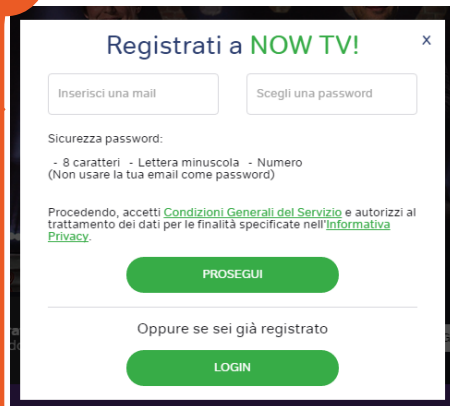 Registrati a NOW TV!
x
Inserisci una mail
Scegli una password
Sicurezza password:
- 8 caratteri - Lettera minuscola - Numero
(Non usare la tua email come password)
Procedendo, accetti Condizioni Generali del Servizio e autorizzi al
trattamento dei dati per le finalità specificate nell'Informativa
Privacy.
PROSEGUI
Oppure se sei già registrato
LOGIN